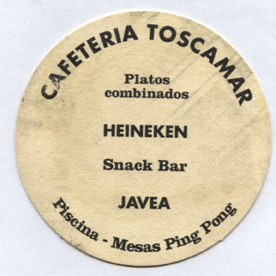 CAFETERIA TOSCAMAR
Platos
combinados
HEINEKEN
Snack Bar
JAVEA
Piscina - Mesas Ping Pong